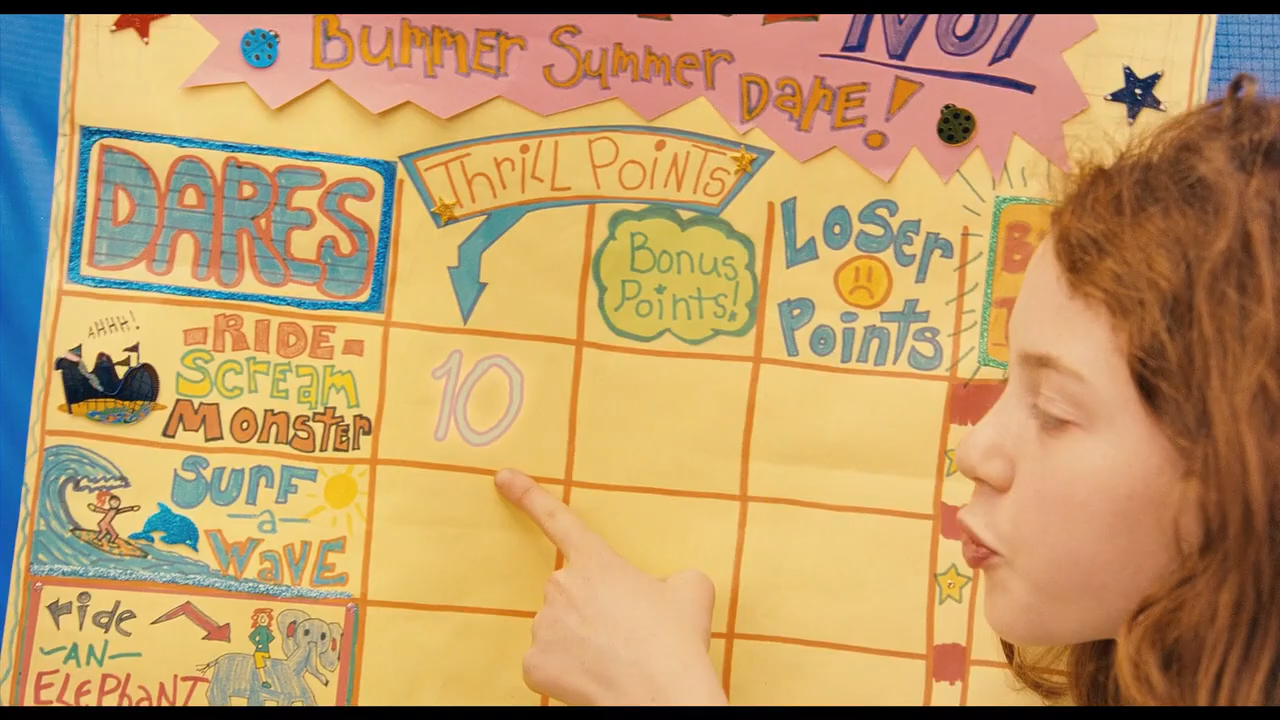 NOT
BUMMER SUMMER DARE!
DARES
THRILL POINTS
Bonus Points!
LOSER Points
AHHH!
-RIDE-
SCREAM
MONSTER
10
SURF
-a-
WAVE
ride
-AN-
ELEPHANT